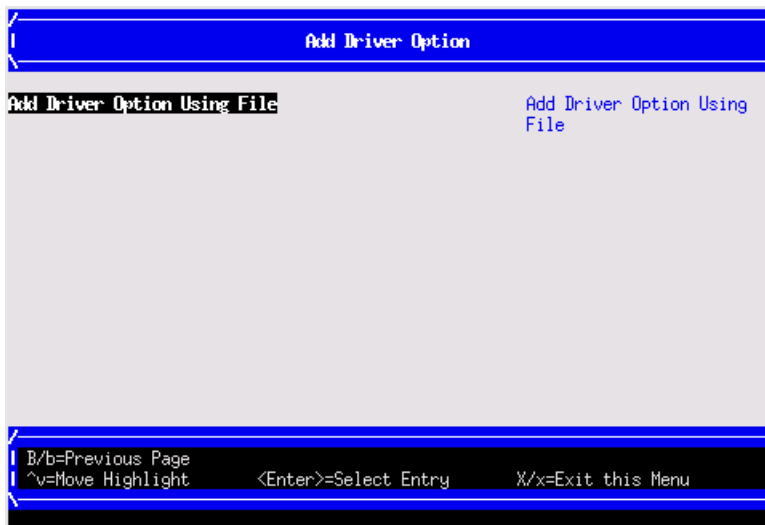 Add Driver Option
Add Driver Option Using File
Add Driver Option Using
File
B/b=Previous Page
^v=Move Highlight <Enter>=Select Entry X/x=Exit this Menu